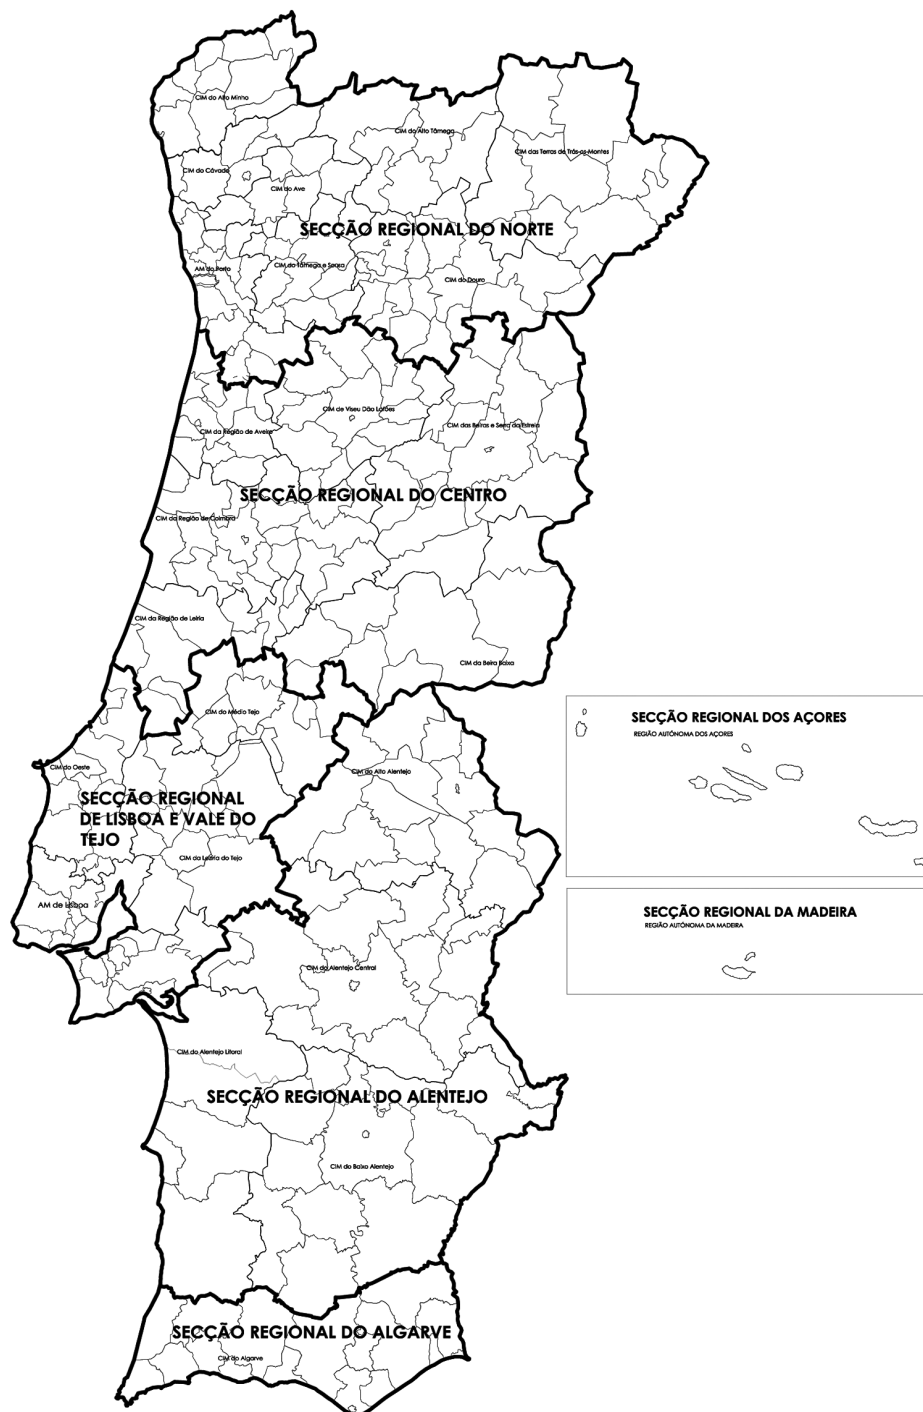 CIM do Alto Minho
CIM do Alto Tâmega
CIM das Terras de Trás-os-Montes
CIM do Cávado
CIM do Ave
SECÇÃO REGIONAL DO NORTE
AM do Porto
CIM do Tâmega e Sousa
CIM do Douro
CIM de Viseu Dão Lafões
CIM da Região de Aveiro
CIM das Beiras e Serra da Estrela
SECÇÃO REGIONAL DO CENTRO
CIM da Região de Coimbra
CIM da Região de Leiria
CIM da Beira Baixa
CIM do Médio Tejo
SECÇÃO REGIONAL DOS AÇORES
REGIÃO AUTÓNOMA DOS AÇORES
CIM do Oeste
CIM do Alto Alentejo
SECÇÃO REGIONAL
DE LISBOA E VALE DO
TEJO
CIM da Lezíria do Tejo
AM de Lisboa
SECÇÃO REGIONAL DA MADEIRA
REGIÃO AUTÓNOMA DA MADEIRA
CIM do Alentejo Central
CIM do Alentejo Litoral
SECÇÃO REGIONAL DO ALENTEJO
CIM do Baixo Alentejo
SECÇÃO REGIONAL DO ALGARVE
CIM do Algarve